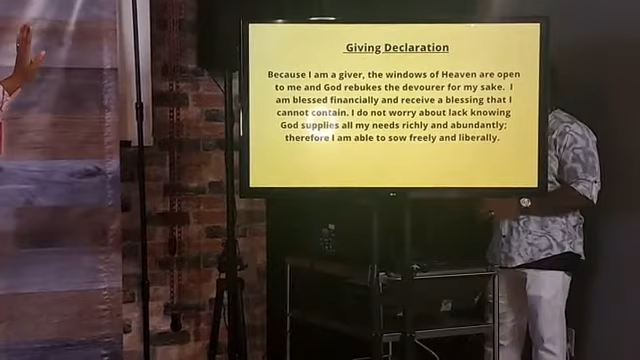 Giving Declaration
Because I am a giver, the windows of Heaven are open
to me and God rebukes the devourer for my sake. I
am blessed financially and receive a blessing that I
cannot contain. I do not worry about lack knowing
God supplies all my needs richly and abundantly;
therefore I am able to sow freely and liberally.